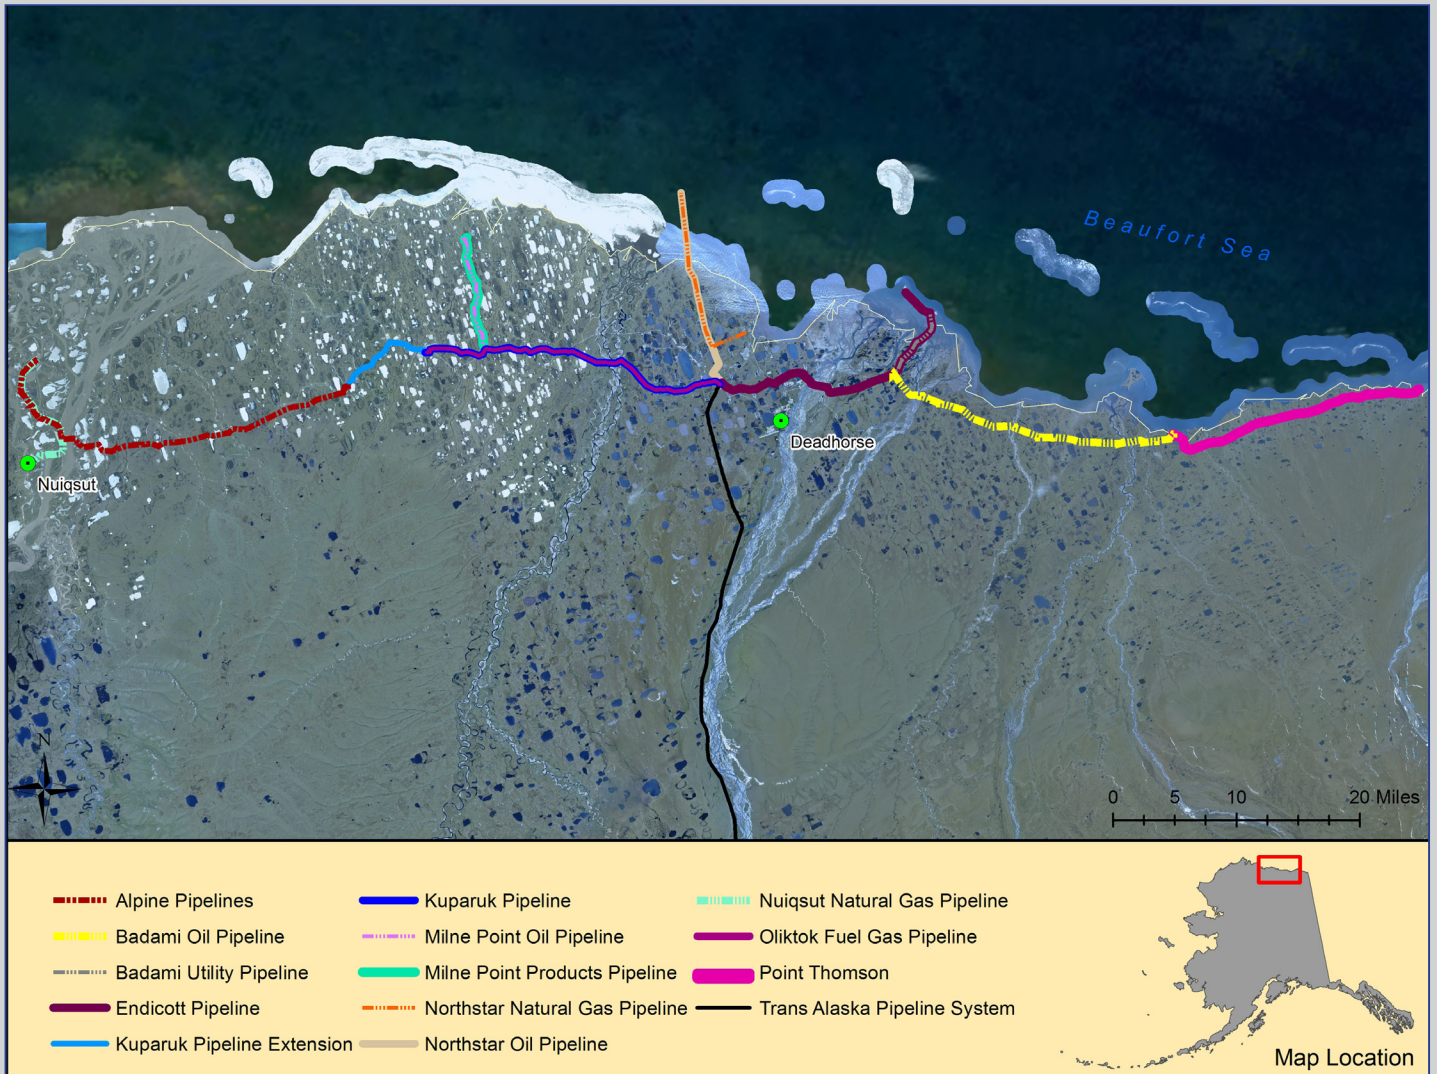 Beaufort Sea
Deadhorse
Nuiqsut
N
0 5 10 20 Miles
Alpine Pipelines
Badami Oil Pipeline
Badami Utility Pipeline
Endicott Pipeline
Kuparuk Pipeline Extension
Kuparuk Pipeline
Milne Point Oil Pipeline
Milne Point Products Pipeline
Northstar Natural Gas Pipeline
Northstar Oil Pipeline
Nuiqsut Natural Gas Pipeline
Oliktok Fuel Gas Pipeline
Point Thomson
Trans Alaska Pipeline System
Map Location